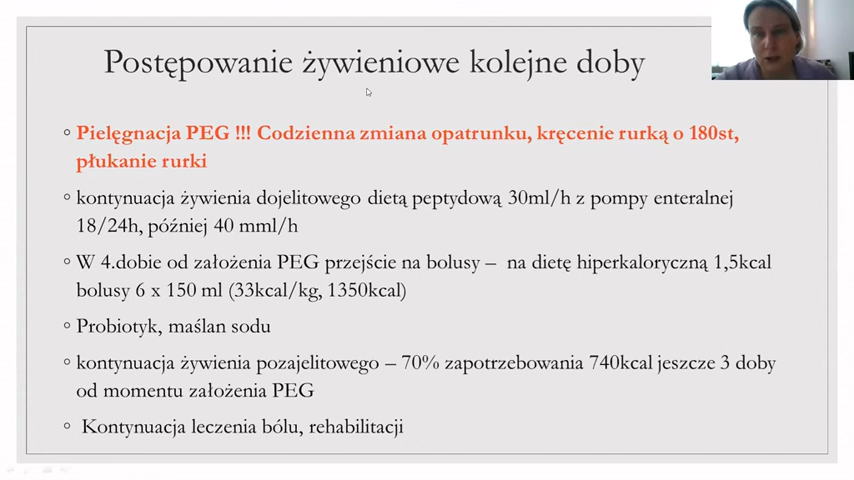 Postępowanie żywieniowe kolejne doby
Pielęgnacja PEG !!! Codzienna zmiana opatrunku, kręcenie rurką o 180st,
płukanie rurki
kontynuacja żywienia dojelitowego dietą peptydową 30ml/h z pompy enteralnej
18/24h, później 40 mml/h
W 4.dobie od założenia PEG przejście na bolusy – na dietę hiperkaloryczną 1,5kcal
bolusy 6 x 150 ml (33kcal/kg, 1350kcal)
Probiotyk, maślan sodu
kontynuacja żywienia pozajelitowego – 70% zapotrzebowania 740kcal jeszcze 3 doby
od momentu założenia PEG
Kontynuacja leczenia bólu, rehabilitacji